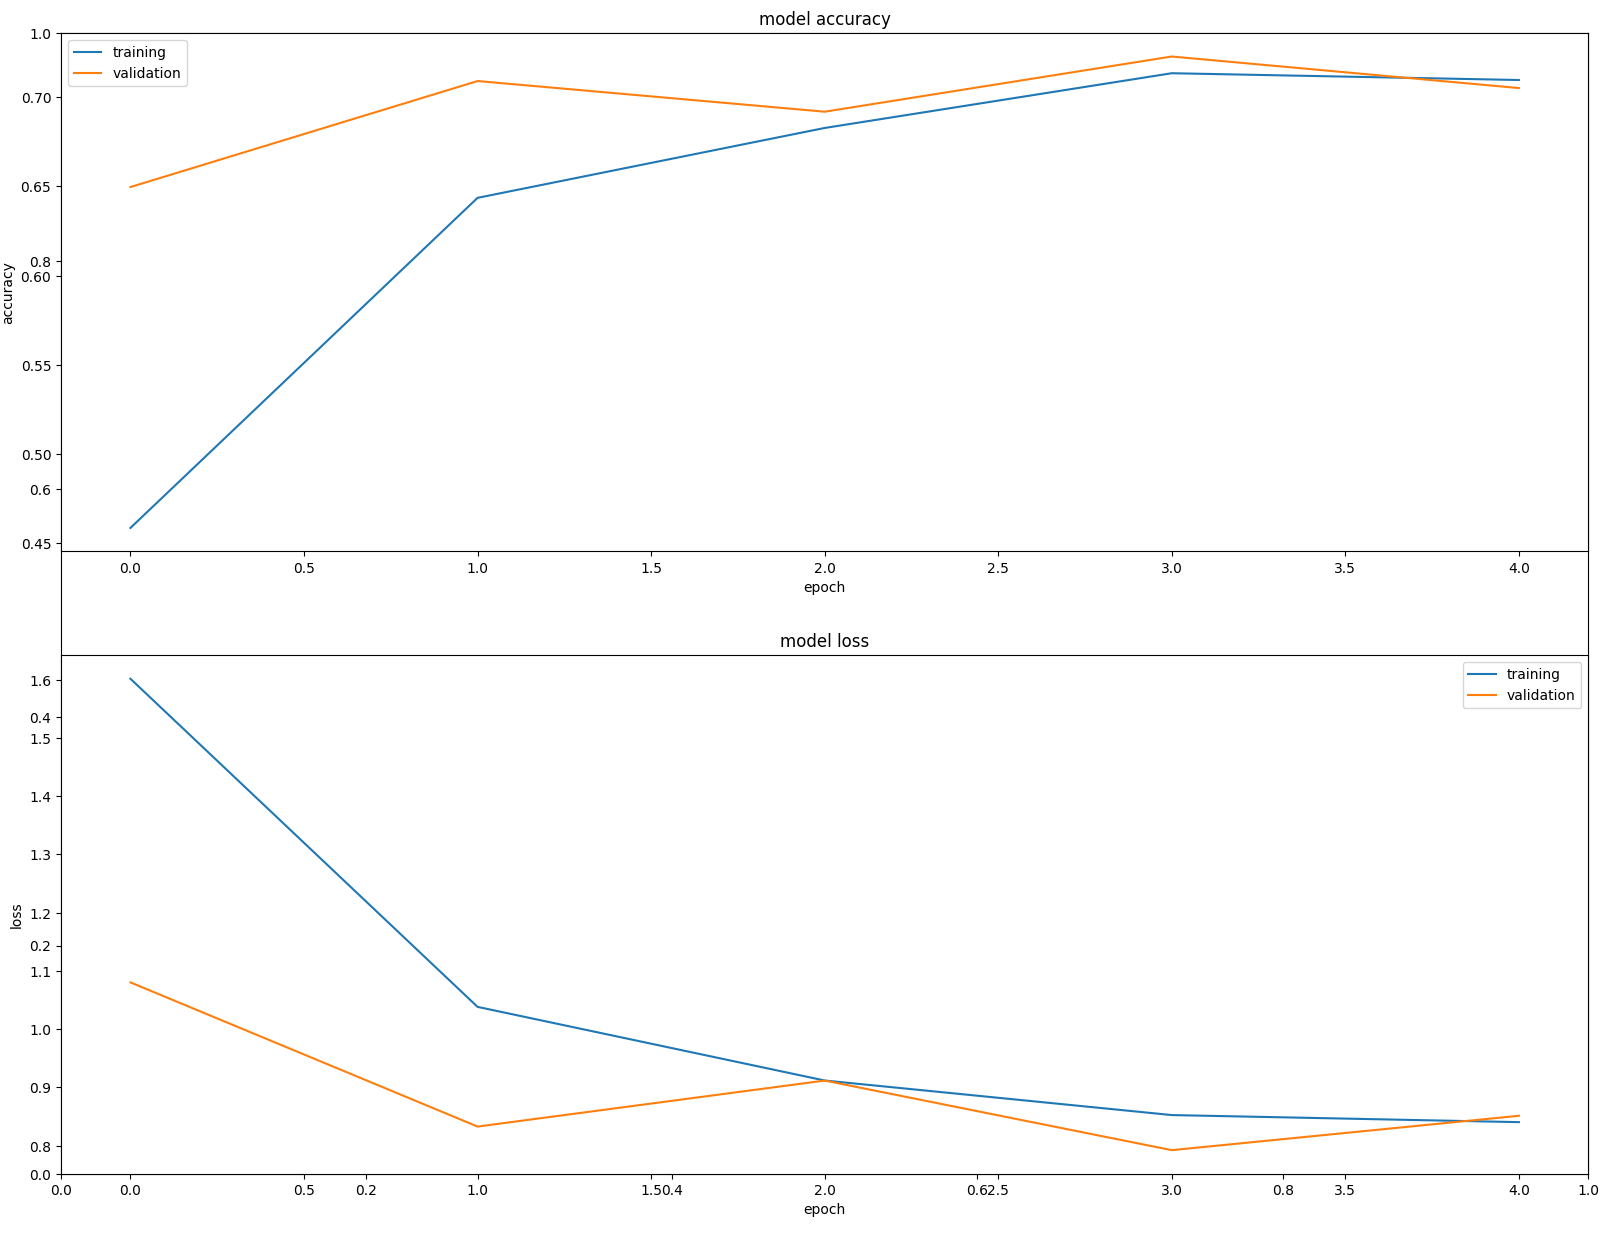 model accuracy
training
validation
1.0
0.70
0.65
0.8
0.60
accuracy
0.55
0.50
0.6
0.45
0.0 0.5 1.0 1.5 2.0 2.5 3.0 3.5 4.0
epoch
model loss
training
validation
1.6
0.4
1.5
1.4
1.3
1.2
loss
0.2
1.1
1.0
0.9
0.8
0.0
0.0 0.0 0.5 0.2 1.0 1.5 0.4 2.0 0.6 2.5 3.0 0.8 3.5 4.0 1.0
epoch